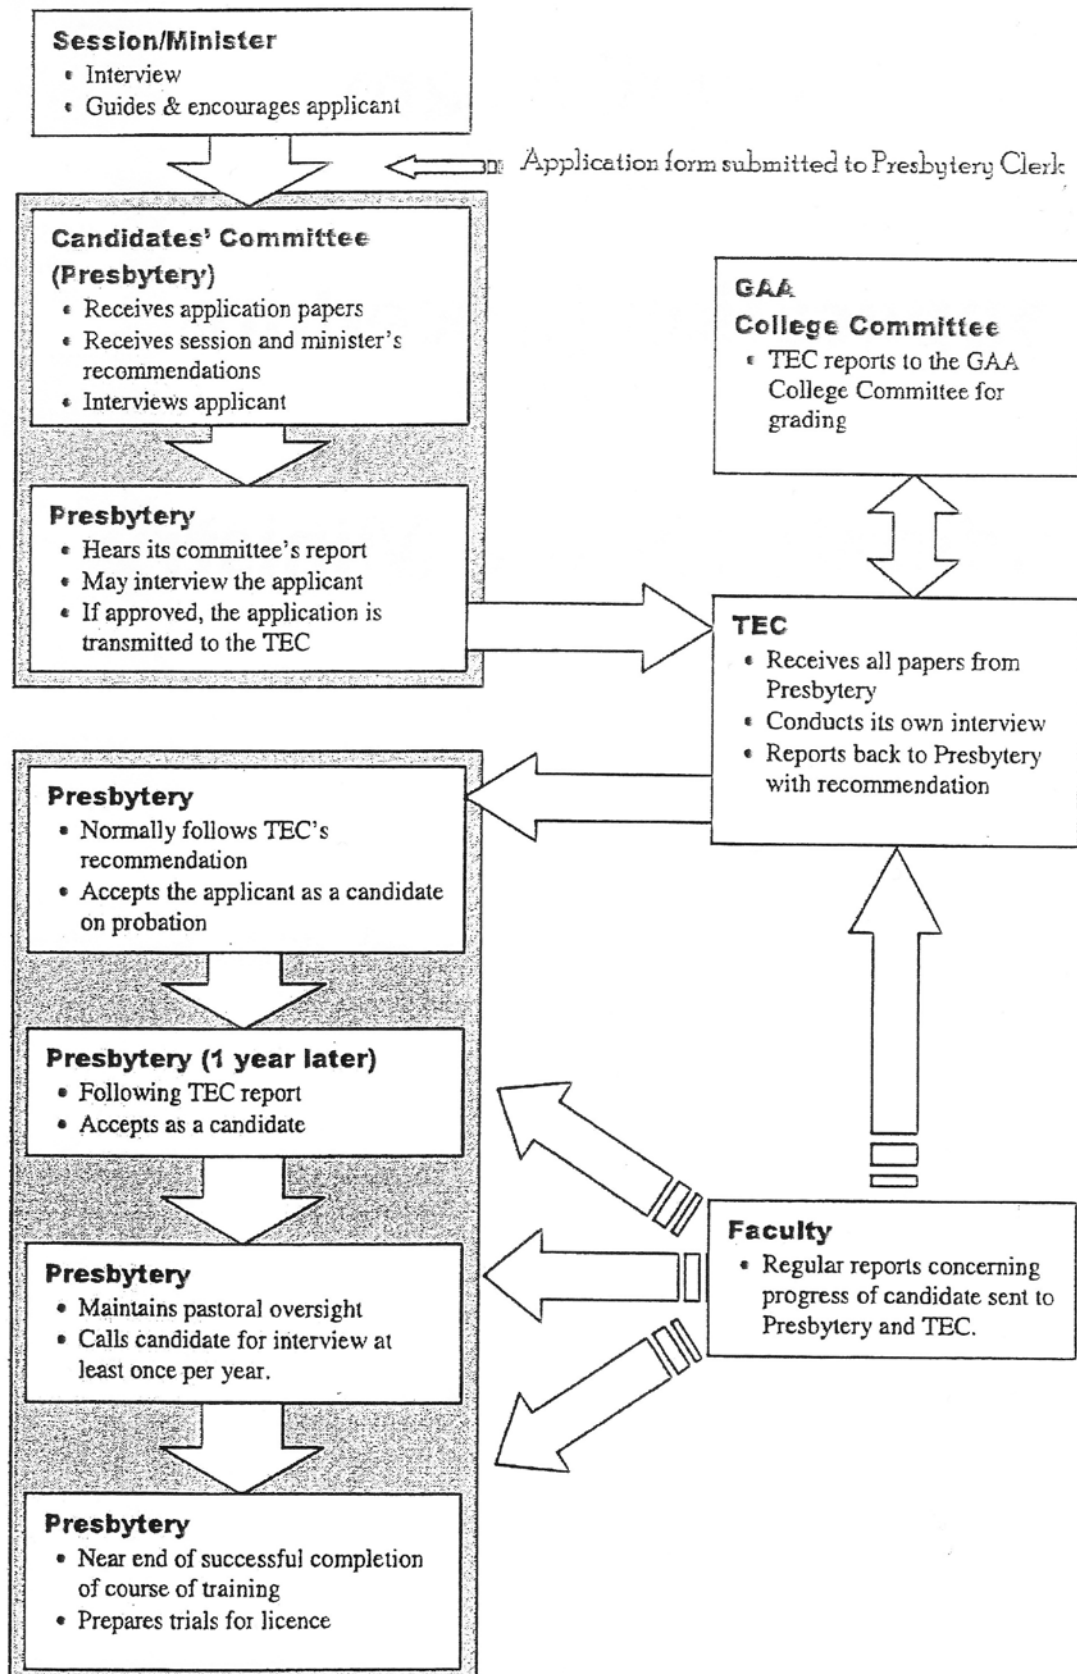 Session/Minister
• Interview
• Guides & encourages applicant
Application form submitted to Presbytery Clerk
Candidates' Committee
(Presbytery)
• Receives application papers
• Receives session and minister's
recommendations
• Interviews applicant
GAA
College Committee
• TEC reports to the GAA
College Committee for
grading
Presbytery
• Hears its committee's report
• May interview the applicant
• If approved, the application is
transmitted to the TEC
TEC
• Receives all papers from
Presbytery
• Conducts its own interview
• Reports back to Presbytery
with recommendation
Presbytery
• Normally follows TEC's
recommendation
• Accepts the applicant as a candidate
on probation
Presbytery (1 year later)
• Following TEC report
• Accepts as a candidate
Faculty
• Regular reports concerning
progress of candidate sent to
Presbytery and TEC.
Presbytery
• Maintains pastoral oversight
• Calls candidate for interview at
least once per year.
Presbytery
• Near end of successful completion
of course of training
• Prepares trials for licence